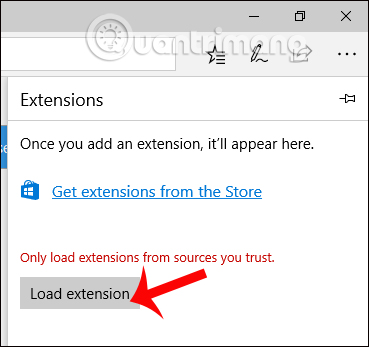 Quantrimang
Extensions
Once you add an extension, it'll appear here.
se
Get extensions from the Store
Only load extensions from sources you trust.
Load extension